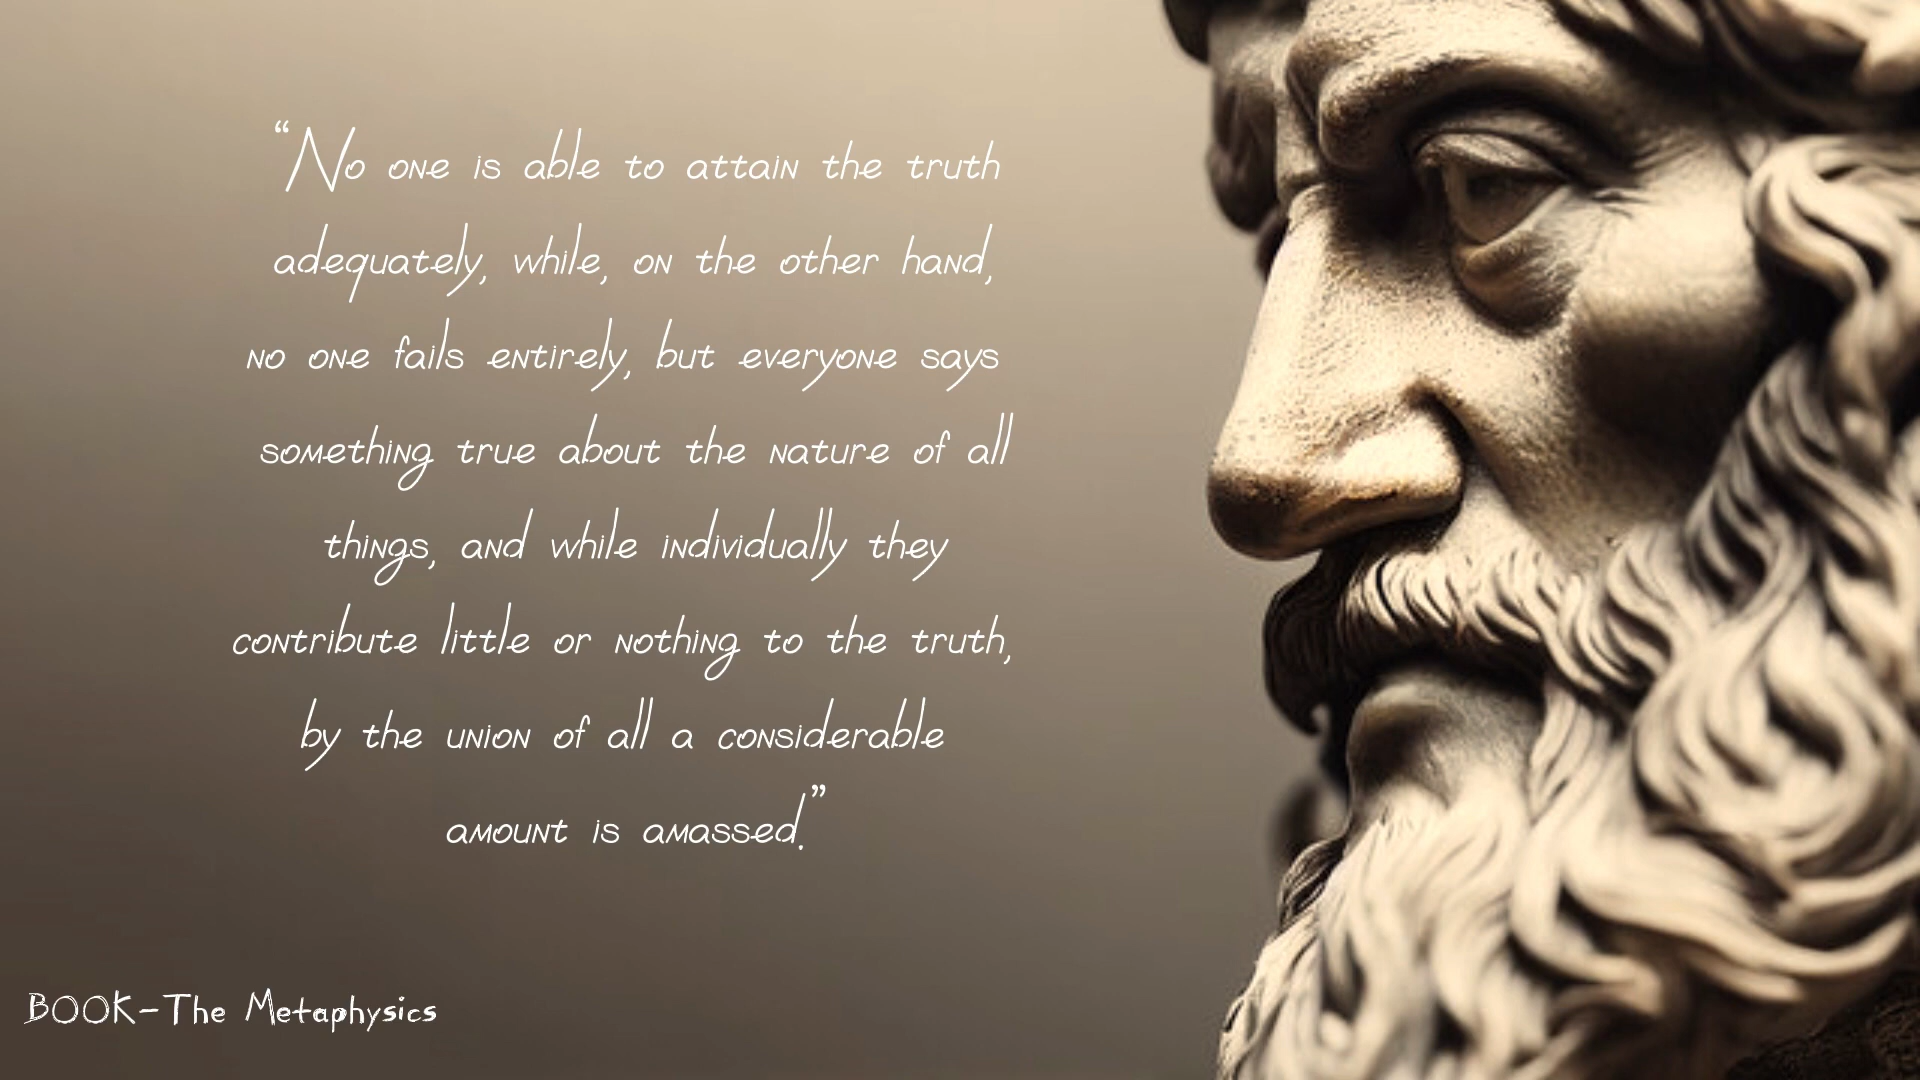 “No one is able to attain the truth
adequately, while, on the other hand,
no one fails entirely, but everyone says
something true about the nature of all
things, and while individually they
contribute little or nothing to the truth,
by the union of all a considerable
amount is amassed.”
BOOK-The Metaphysics